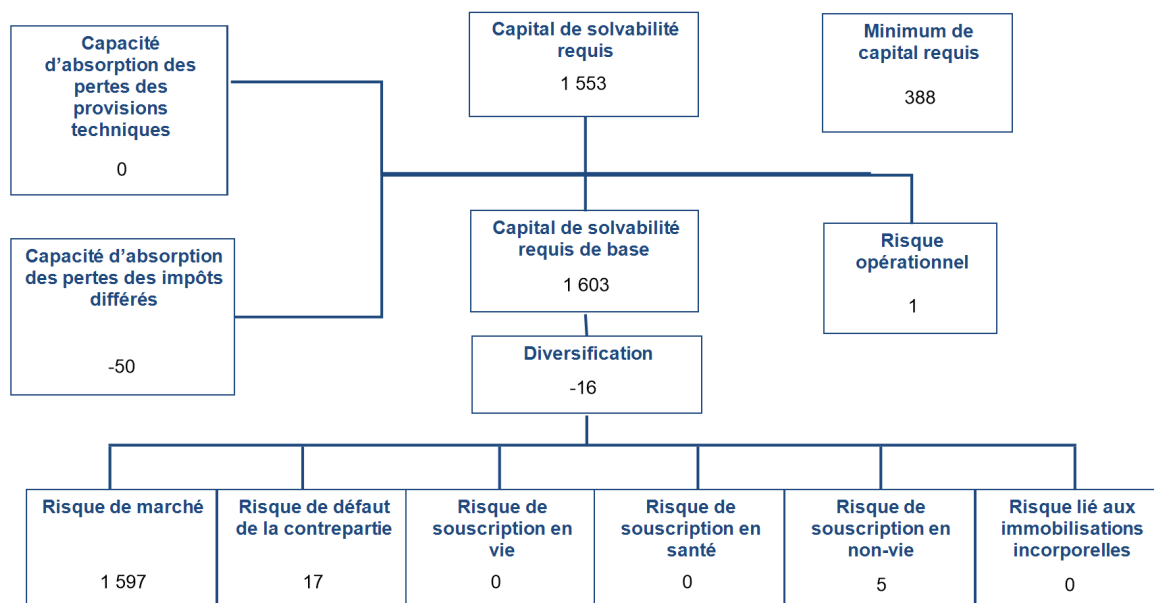 Capacité
d'absorption des
pertes des
provisions
techniques
0
Capital de solvabilité
requis
1 553
Minimum de
capital requis
388
Capacité d'absorption
des pertes des impôts
différés
-50
Capital de solvabilité
requis de base
1 603
Risque
opérationnel
1
Diversification
-16
Risque de marché
1 597
Risque de défaut
de la contrepartie
17
Risque de
souscription en
vie
0
Risque de
souscription en
santé
0
Risque de
souscription en
non-vie
5
Risque lié aux
immobilisations
incorporelles
0